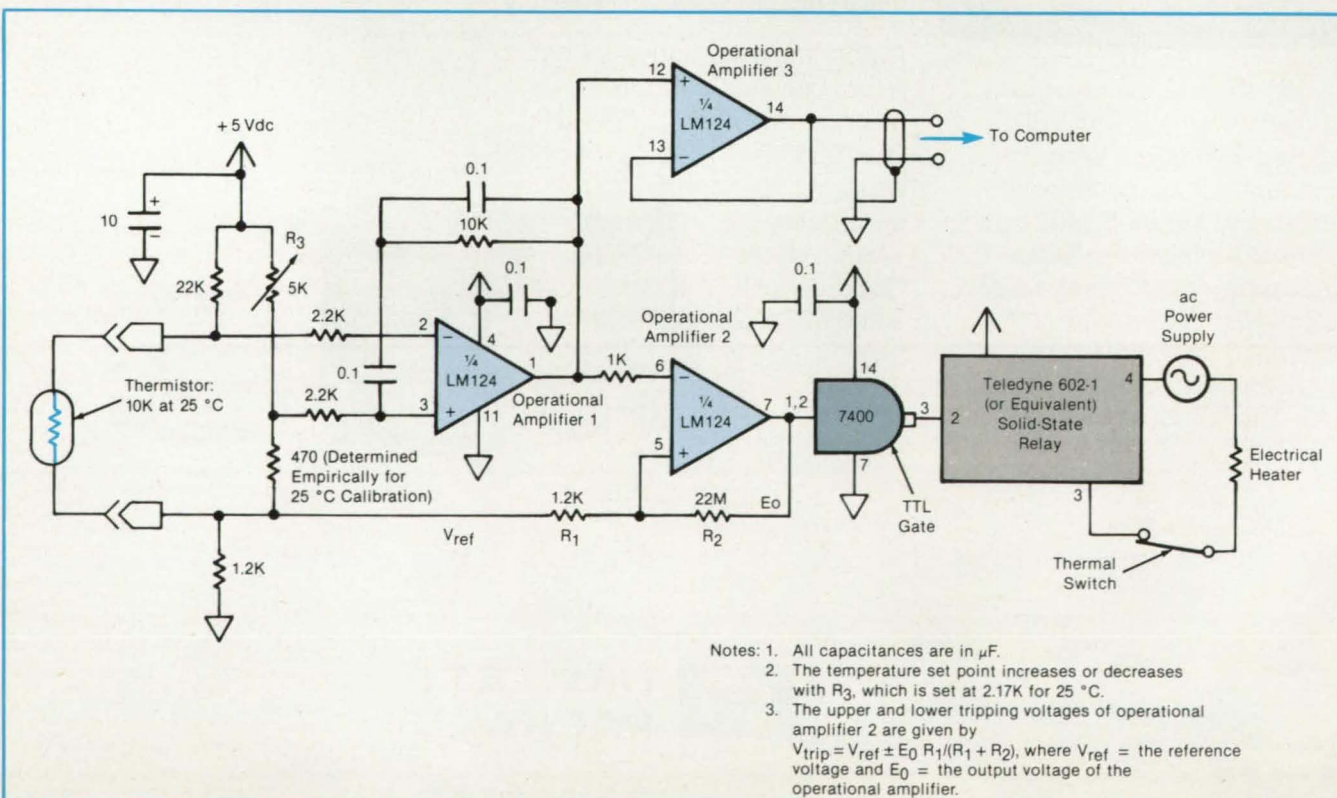 Operational
Amplifier 3
12
+
1/4
LM124
14
13
−
To Computer
+ 5 Vdc
0.1
10
+
−
R3
10K
22K
5K
0.1
0.1
ac
Power
Supply
2.2K
2
−
4
1/4
LM124
1
Operational
Amplifier 2
14
Thermistor:
10K at 25 °C
0.1
2.2K
3
+
11
Operational
Amplifier 1
1K
6
−
1/4
LM124
7
1,2
7400
3
2
Teledyne 602-1
(or Equivalent)
Solid-State
Relay
4
5
+
7
3
Electrical
Heater
470 (Determined
Empirically for
25 °C Calibration)
TTL
Gate
1.2K
22M
Eo
Vref
R1
R2
Thermal
Switch
1.2K
Notes: 1. All capacitances are in μF.
2. The temperature set point increases or decreases
with R3, which is set at 2.17K for 25 °C.
3. The upper and lower tripping voltages of operational
amplifier 2 are given by
Vtrip = Vref ± E0 R1/(R1 + R2), where Vref = the reference
voltage and E0 = the output voltage of the
operational amplifier.